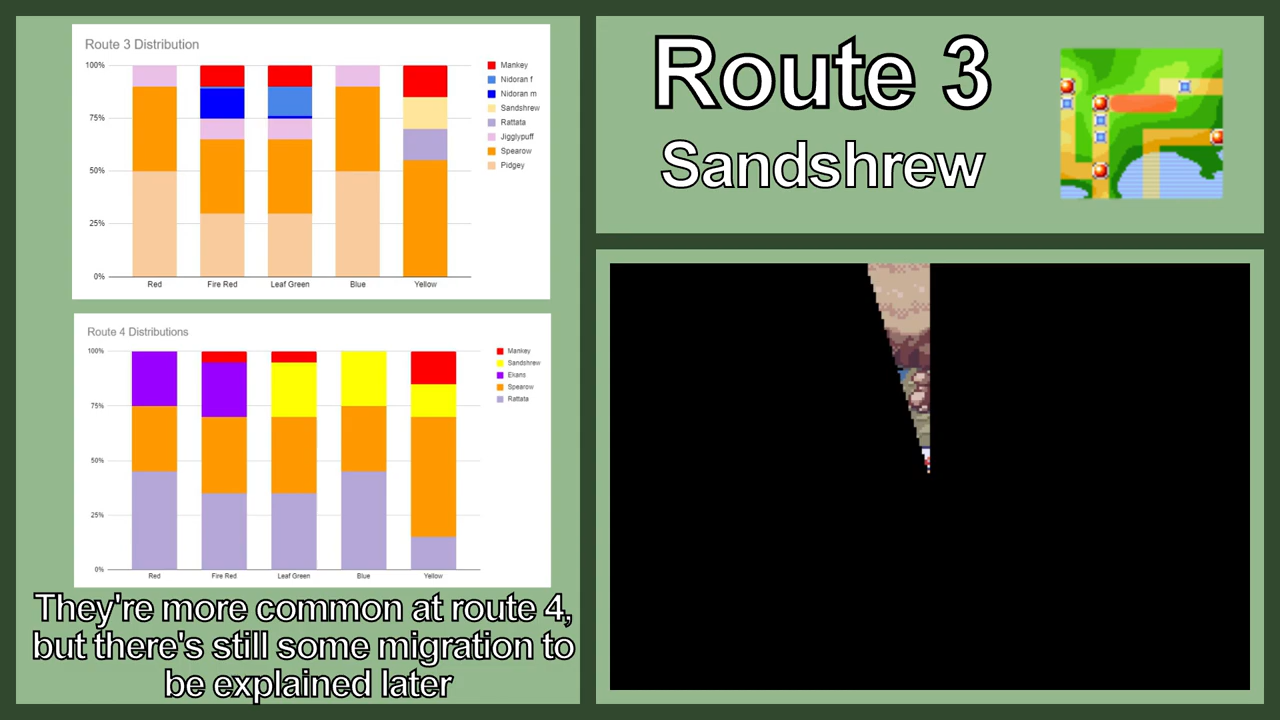 Route 3 Distribution
100%
75%
50%
25%
0%
Red
Fire Red
Leaf Green
Blue
Yellow
Mankey
Nidoran f
Nidoran m
Sandshrew
Rattata
Jigglypuff
Spearow
Pidgey
Route 4 Distributions
100%
75%
50%
25%
0%
Red
Fire Red
Leaf Green
Blue
Yellow
Mankey
Sandshrew
Ekans
Spearow
Rattata
They're more common at route 4,
but there's still some migration to
be explained later
Route 3
Sandshrew